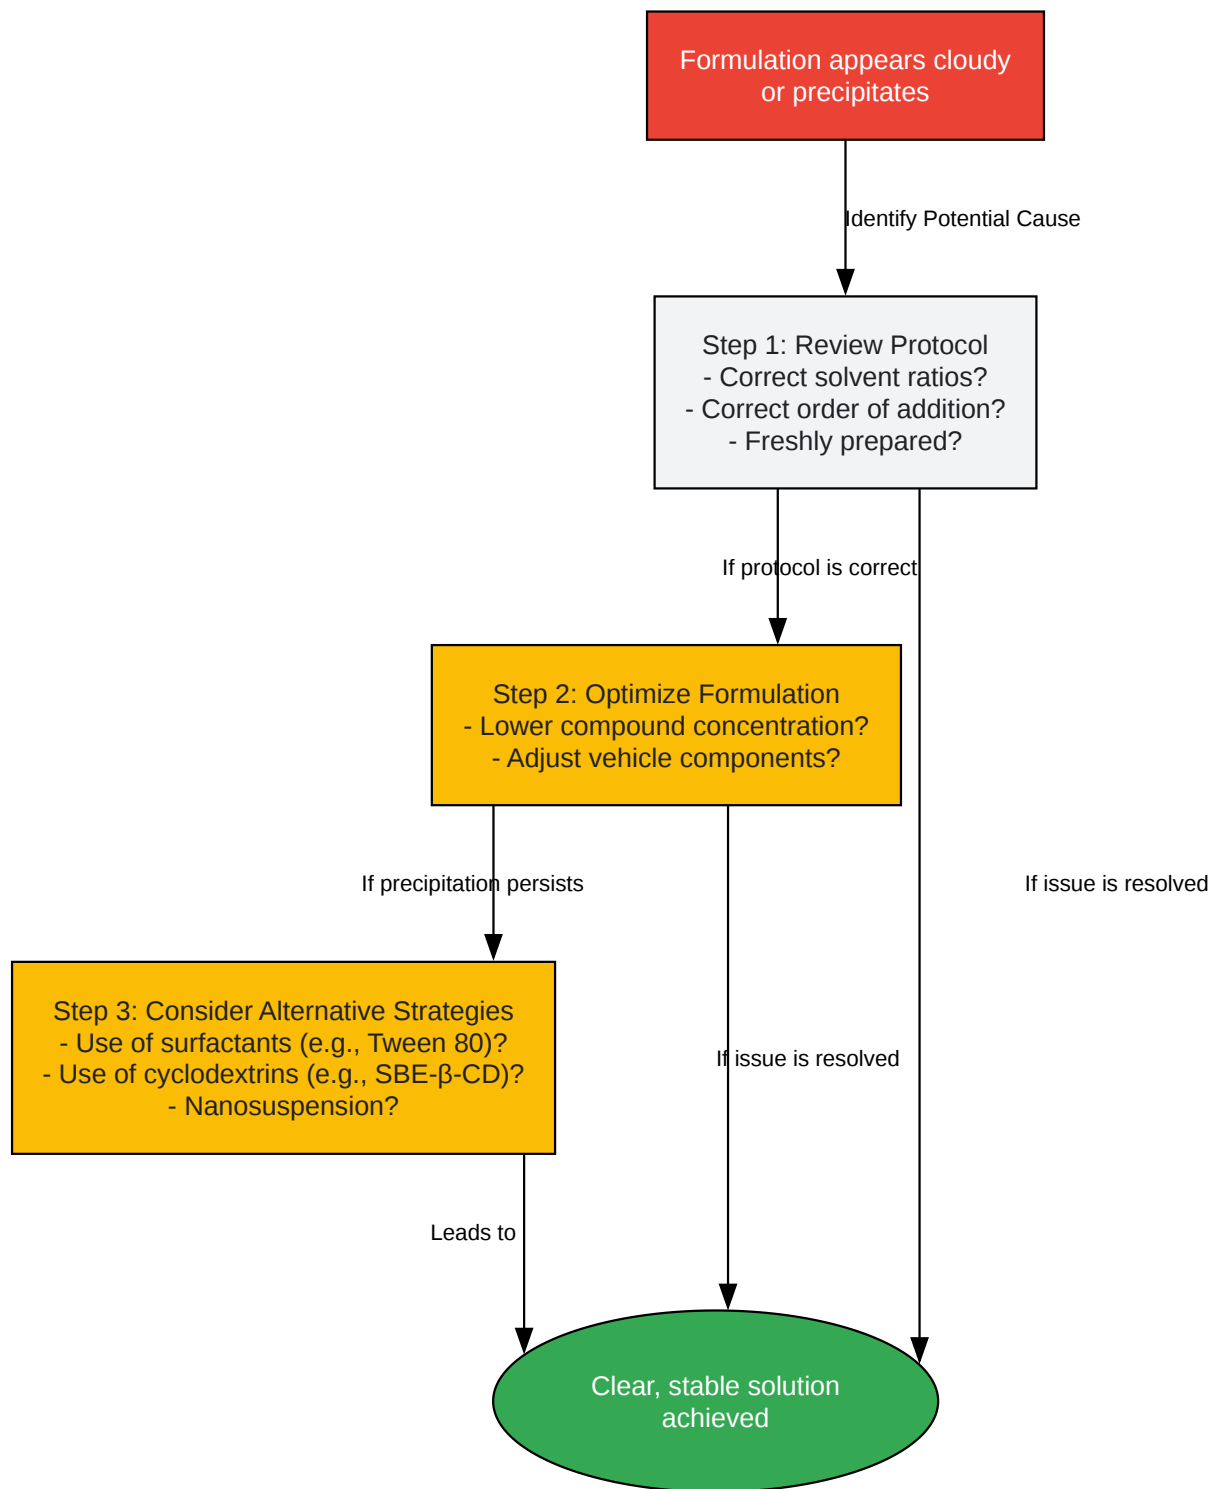 Formulation appears cloudy
or precipitates
Identify Potential Cause
Step 1: Review Protocol
- Correct solvent ratios?
- Correct order of addition?
- Freshly prepared?
If protocol is correct
Step 2: Optimize Formulation
- Lower compound concentration?
- Adjust vehicle components?
If precipitation persists
If issue is resolved
Step 3: Consider Alternative Strategies
- Use of surfactants (e.g., Tween 80)?
- Use of cyclodextrins (e.g., SBE-β-CD)?
- Nanosuspension?
If issue is resolved
Leads to
Clear, stable solution
achieved